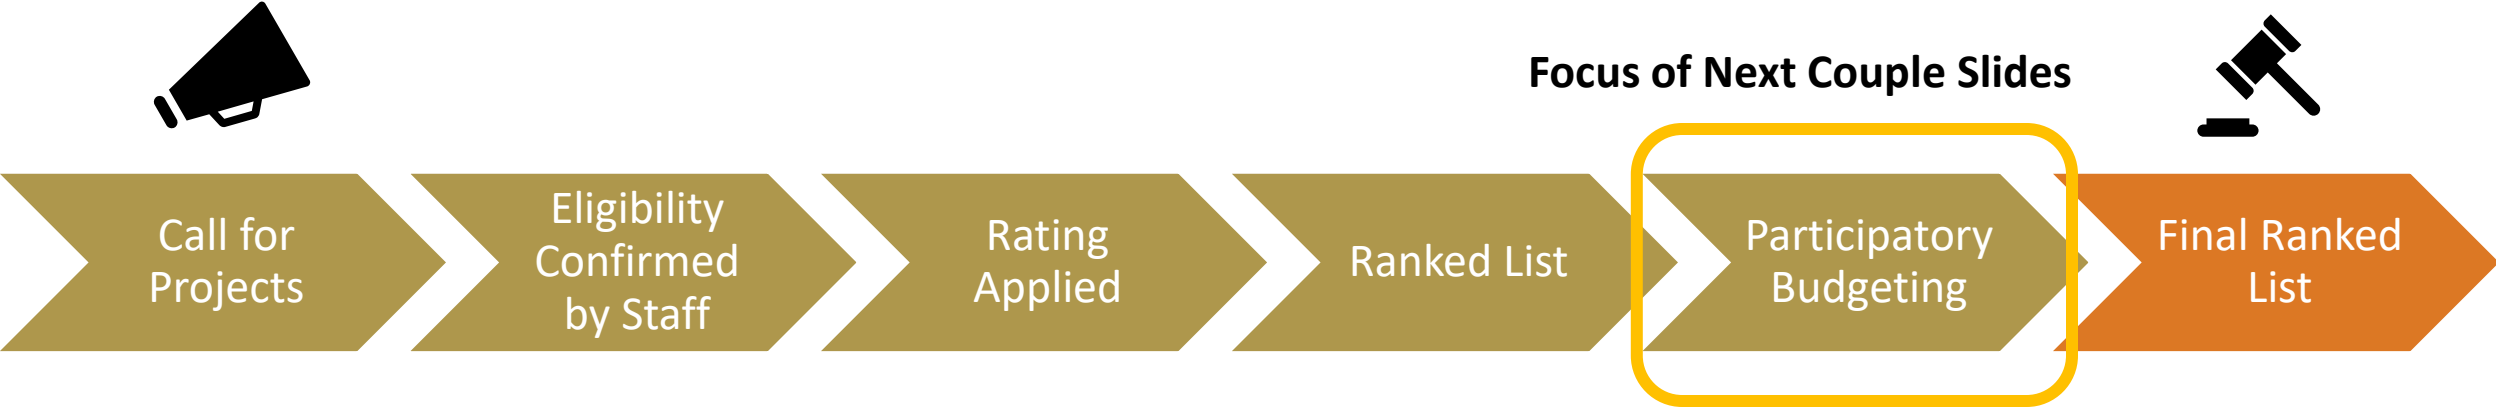 Focus of Next Couple Slides
Call for
Projects
Eligibility
Confirmed
by Staff
Rating
Applied
Ranked List
Participatory
Budgeting
Final Ranked
List